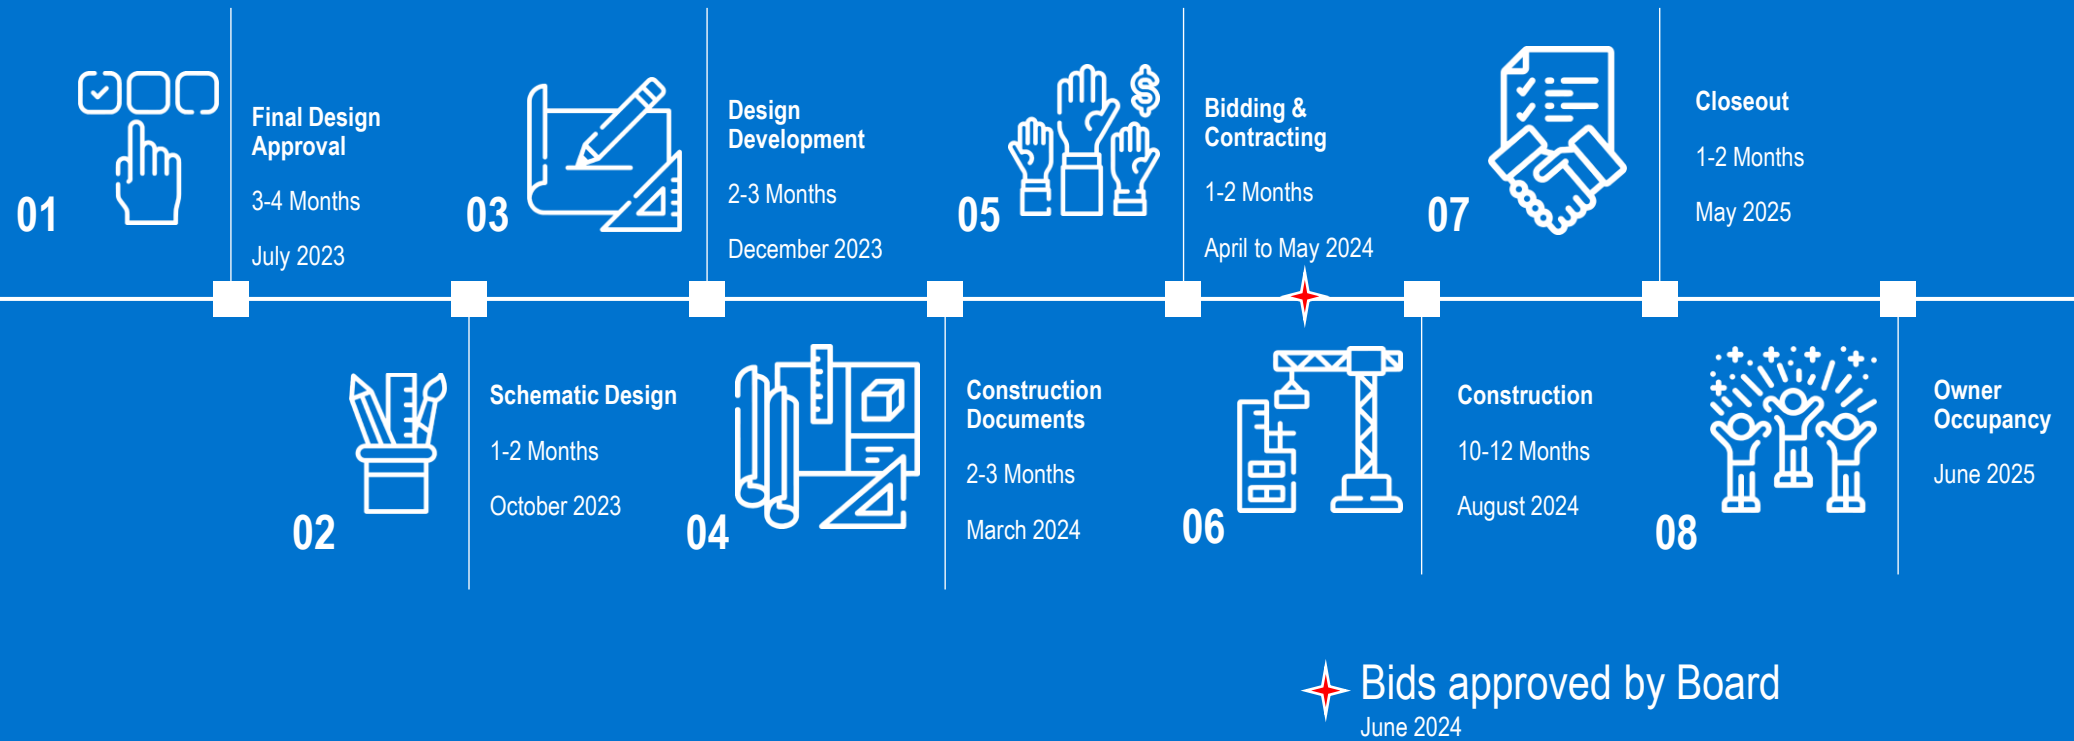 01
Final Design
Approval
3-4 Months
July 2023
02
Schematic Design
1-2 Months
October 2023
03
Design
Development
2-3 Months
December 2023
04
Construction
Documents
2-3 Months
March 2024
05
$
Bidding &
Contracting
1-2 Months
April to May 2024
06
Construction
10-12 Months
August 2024
07
Closeout
1-2 Months
May 2025
08
Owner
Occupancy
June 2025
Bids approved by Board
June 2024